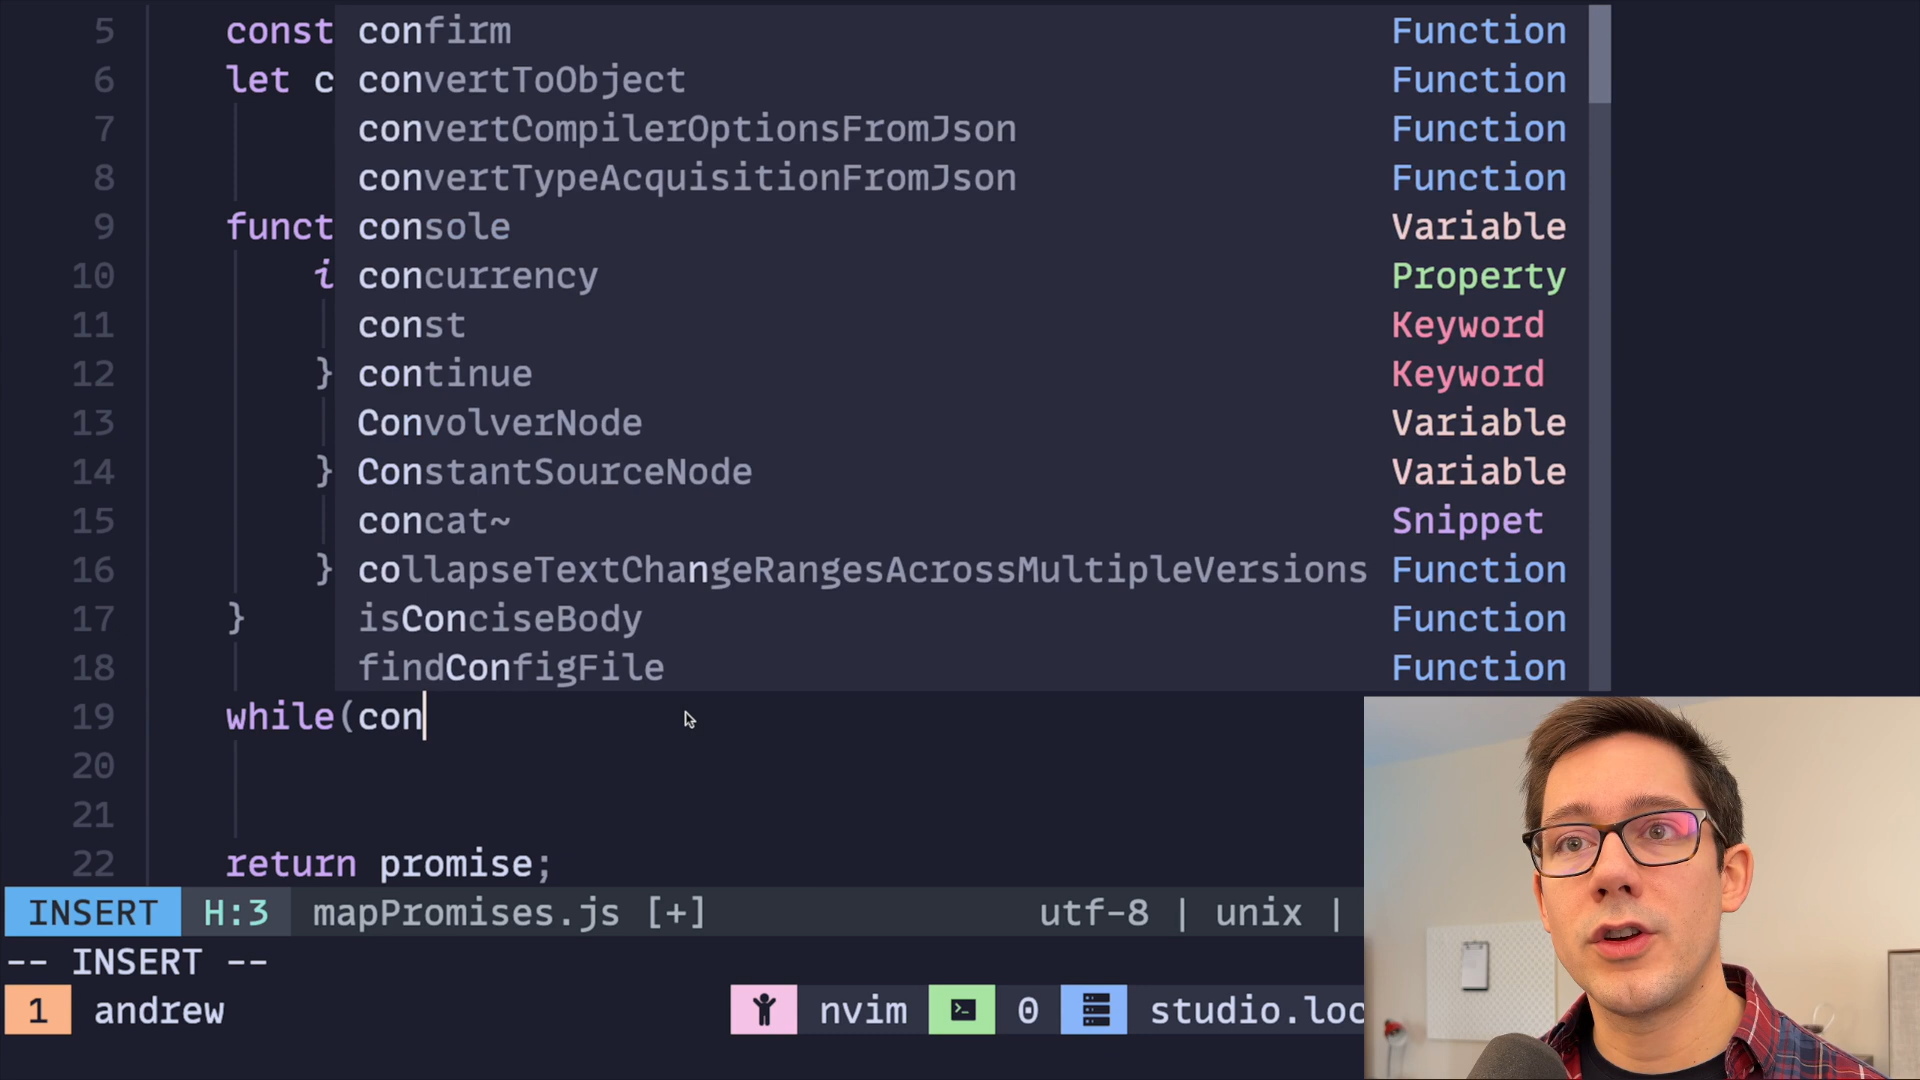 5 const confirm Function
6 let c convertToObject Function
7 convertCompilerOptionsFromJson Function
8 convertTypeAcquisitionFromJson Function
9 funct console Variable
10 i concurrency Property
11 const Keyword
12 } continue Keyword
13 ConvolverNode Variable
14 } ConstantSourceNode Variable
15 concat~ Snippet
16 } collapseTextChangeRangesAcrossMultipleVersions Function
17 } isConciseBody Function
18 findConfigFile Function
19 while(con
20
21
22 return promise;
INSERT H:3 mapPromises.js [+] utf-8 | unix |
-- INSERT --
1 andrew nvim 0 studio.loc